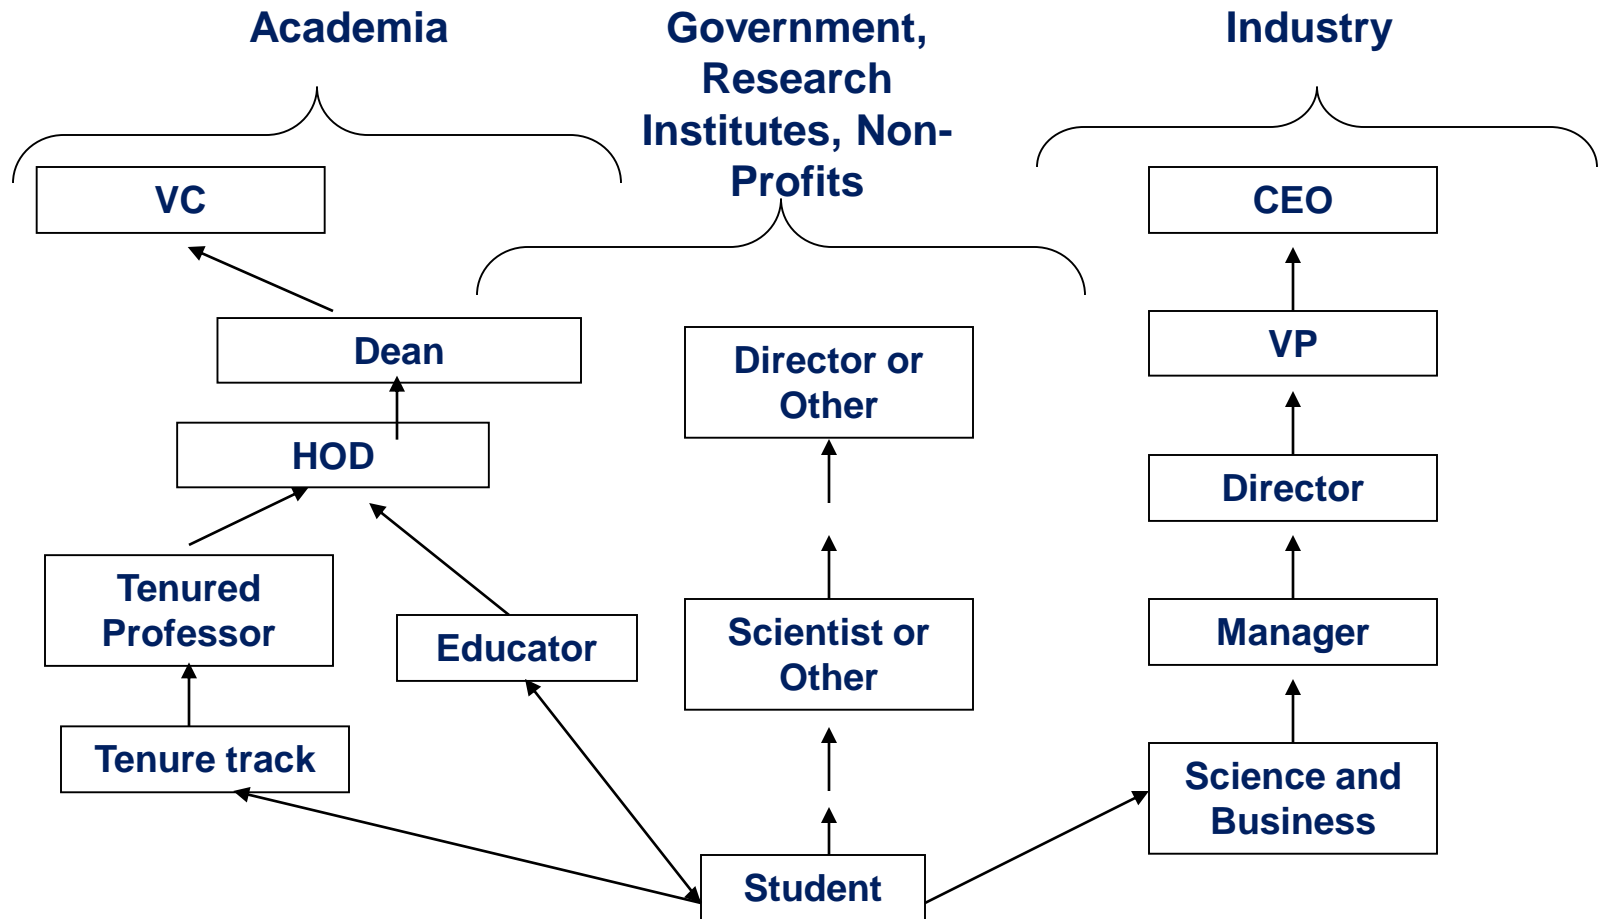 Academia
Government,
Research
Institutes, Non-
Profits
Industry
VC
CEO
Dean
Director or
Other
VP
HOD
Director
Tenured
Professor
Educator
Scientist or
Other
Manager
Tenure track
Science and
Business
Student